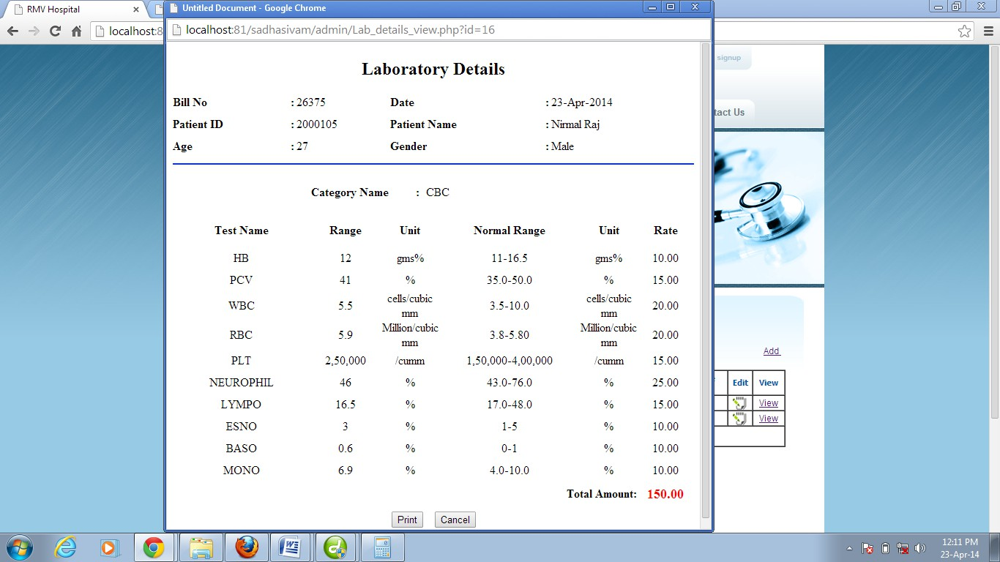 RMV Hospital
Untitled Document - Google Chrome
localhost:8
localhost:81/sadhasivam/admin/Lab_details_view.php?id=16
signup
tact Us
Laboratory Details
Bill No : 26375 Date : 23-Apr-2014
Patient ID : 2000105 Patient Name : Nirmal Raj
Age : 27 Gender : Male
Category Name : CBC
Test Name Range Unit Normal Range Unit Rate
HB 12 gms% 11-16.5 gms% 10.00
PCV 41 % 35.0-50.0 % 15.00
WBC 5.5 cells/cubic mm 3.5-10.0 cells/cubic mm 20.00
RBC 5.9 Million/cubic mm 3.8-5.80 Million/cubic mm 20.00
PLT 2,50,000 /cumm 1,50,000-4,00,000 /cumm 15.00
NEUROPHIL 46 % 43.0-76.0 % 25.00
LYMPO 16.5 % 17.0-48.0 % 15.00
ESNO 3 % 1-5 % 10.00
BASO 0.6 % 0-1 % 10.00
MONO 6.9 % 4.0-10.0 % 10.00
Total Amount: 150.00
Print Cancel
Add
Edit View
View
View
12:11 PM
23-Apr-14